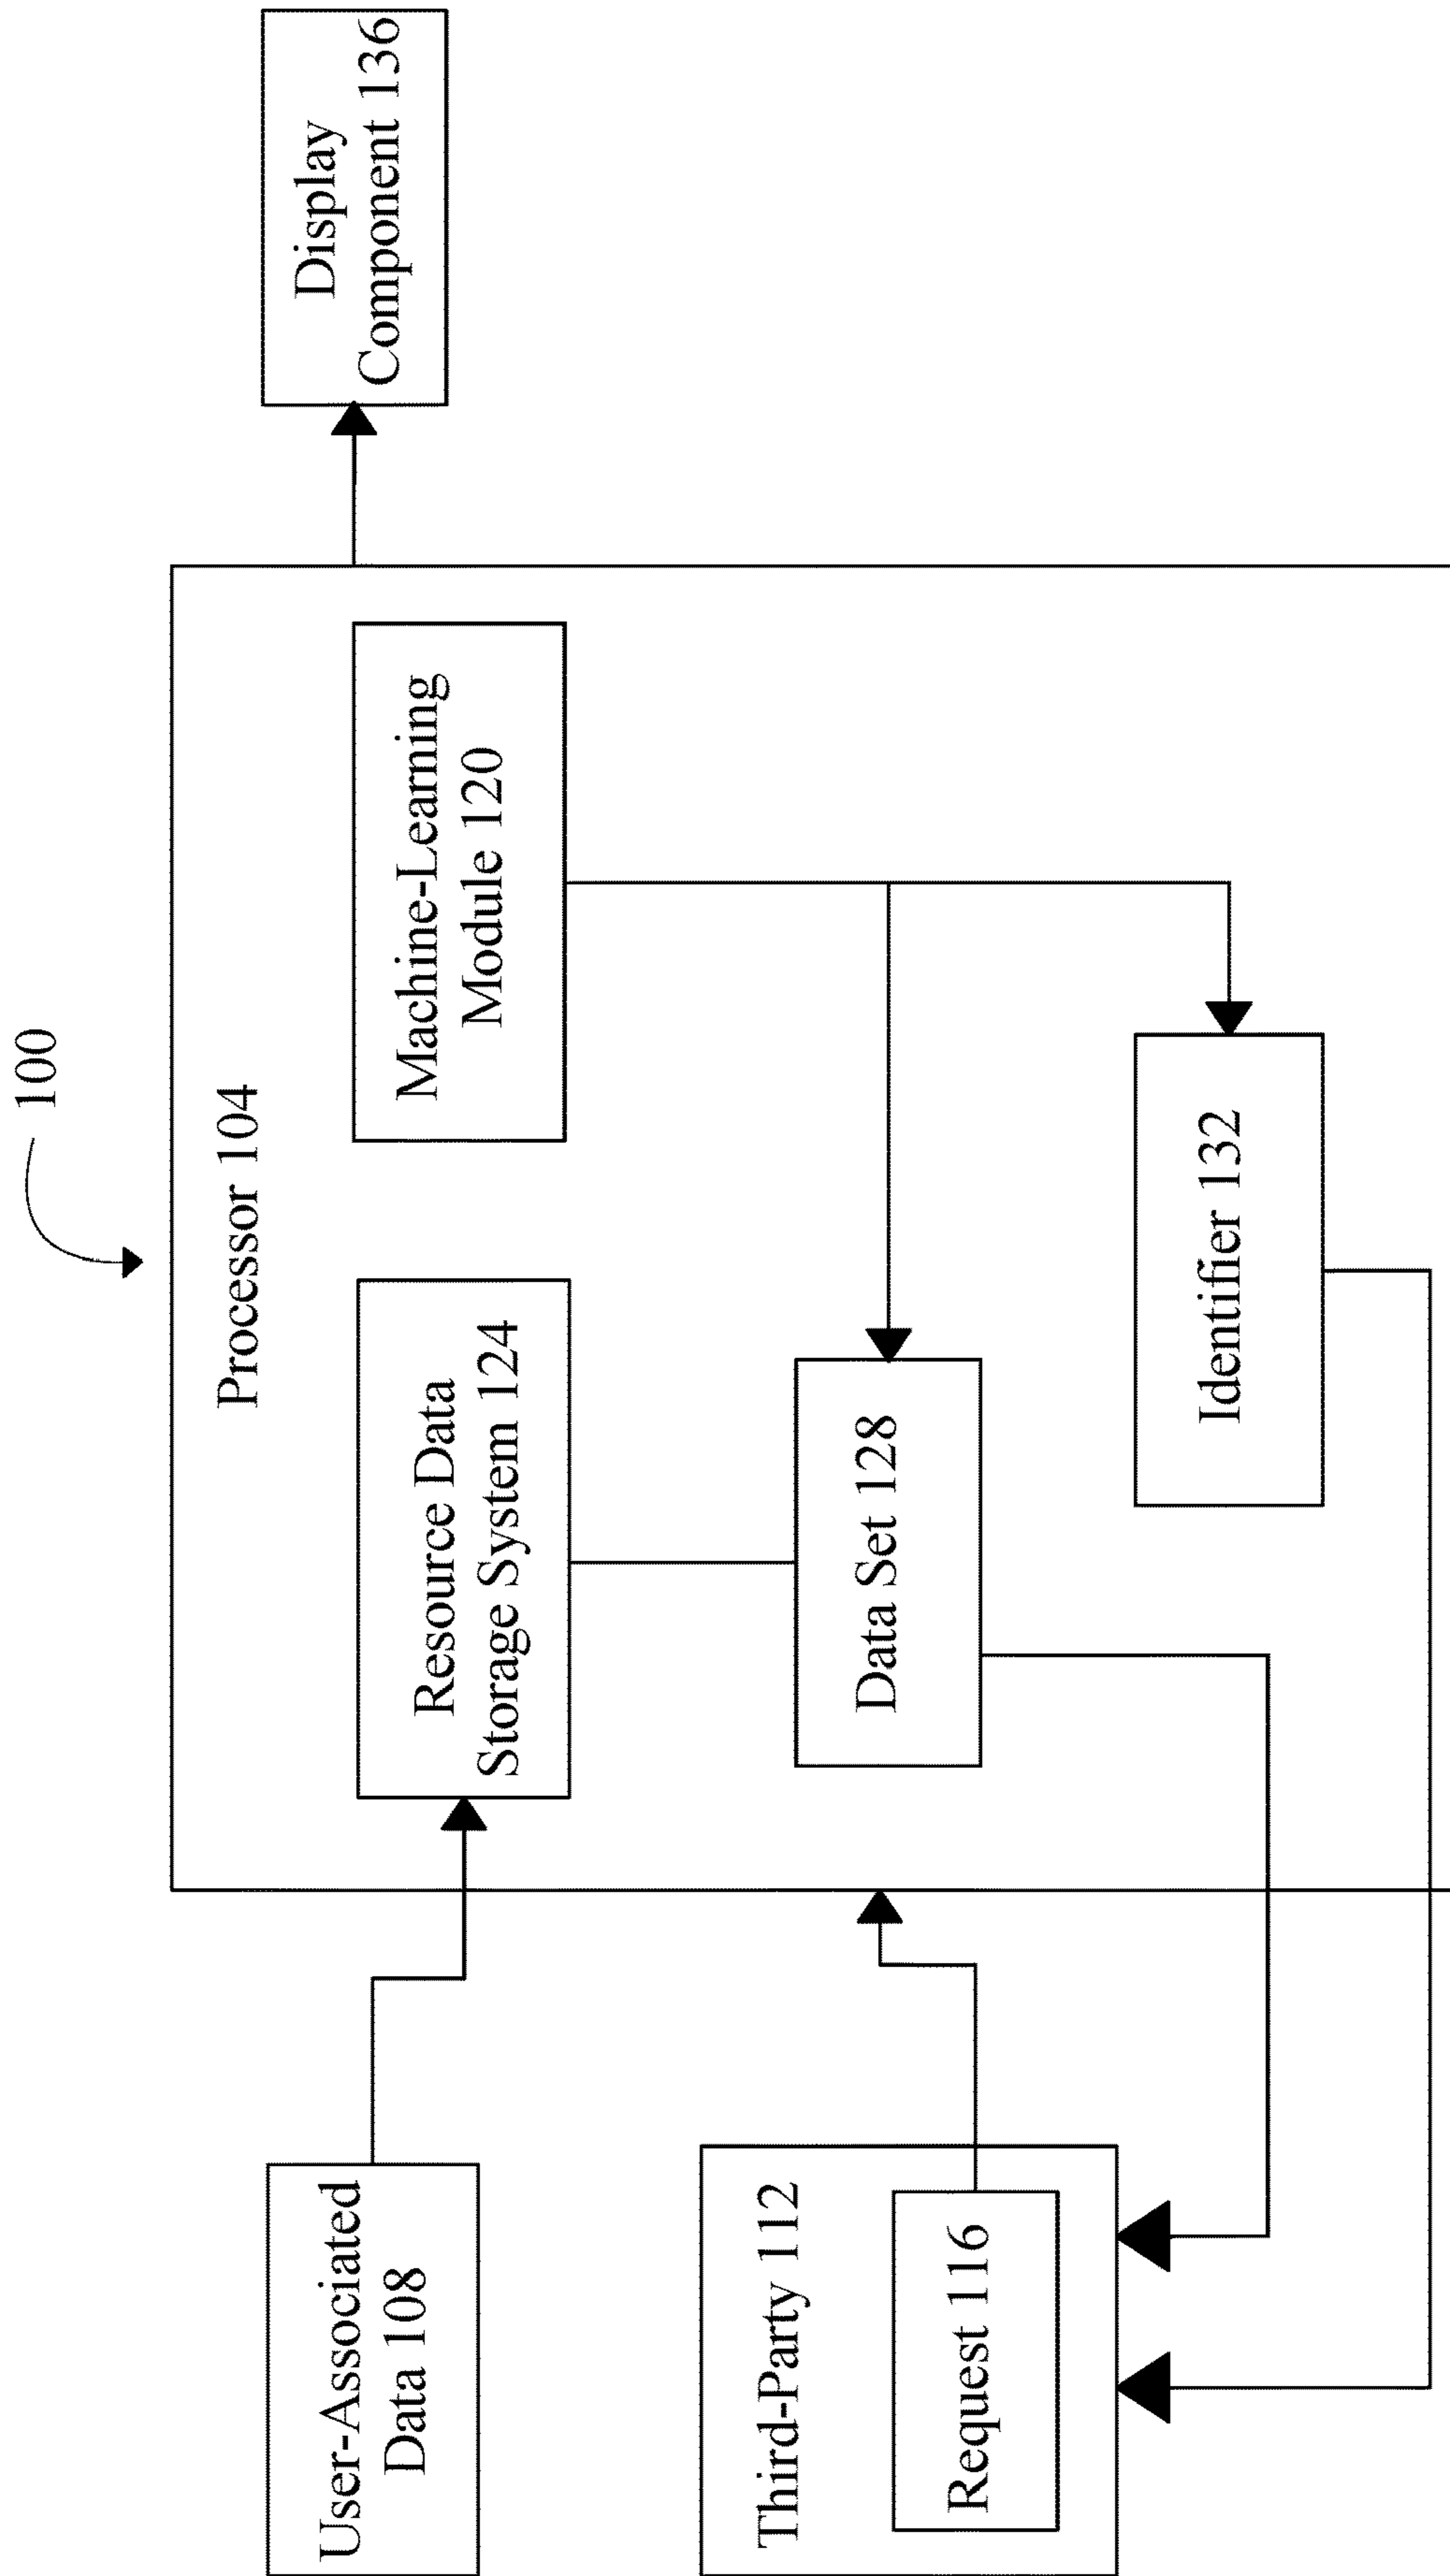 100
Processor 104
User-Associated
Data 108
Resource Data
Storage System 124
Machine-Learning
Module 120
Display
Component 136
Third-Party 112
Request 116
Data Set 128
Identifier 132